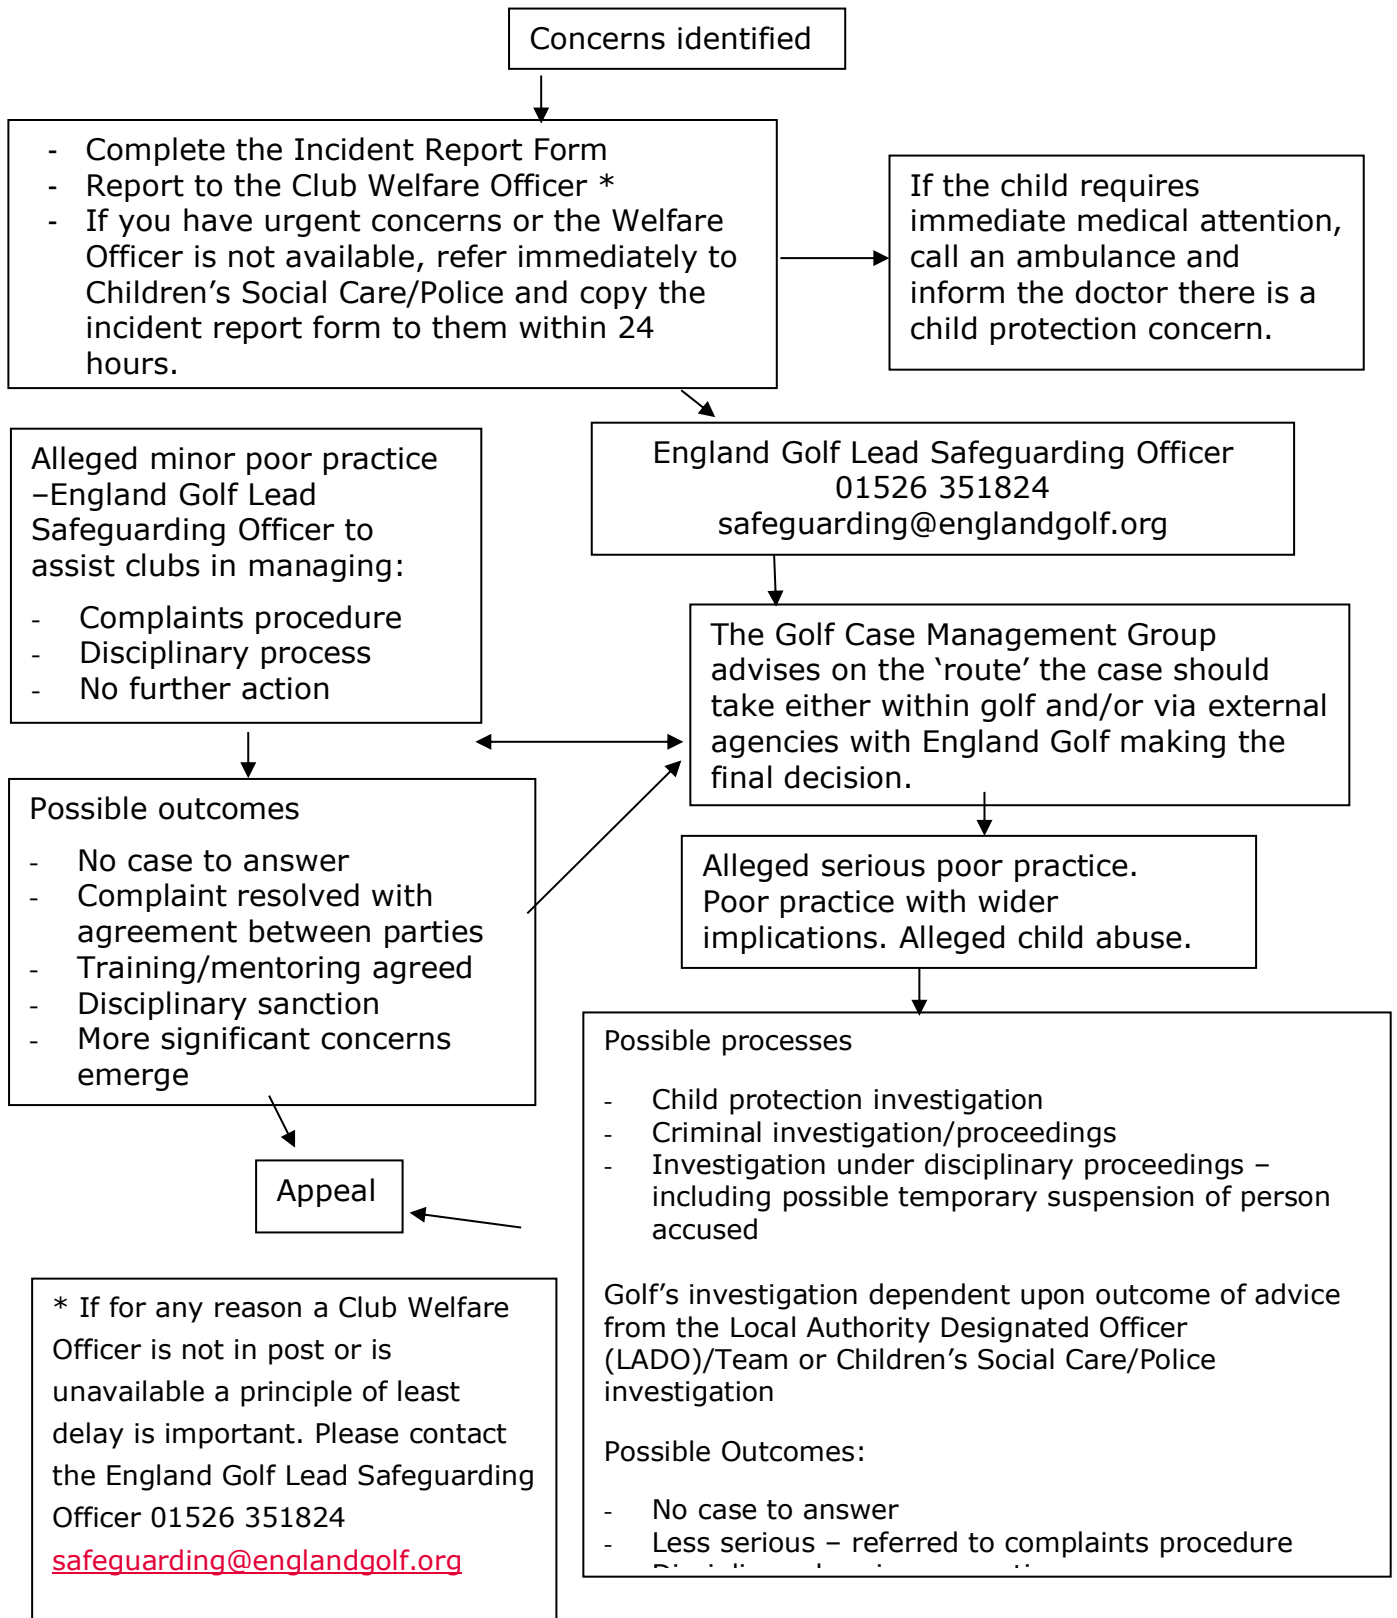 Concerns identified
- Complete the Incident Report Form
- Report to the Club Welfare Officer *
- If you have urgent concerns or the Welfare
Officer is not available, refer immediately to
Children’s Social Care/Police and copy the
incident report form to them within 24
hours.
If the child requires
immediate medical attention,
call an ambulance and
inform the doctor there is a
child protection concern.
Alleged minor poor practice
–England Golf Lead
Safeguarding Officer to
assist clubs in managing:
- Complaints procedure
- Disciplinary process
- No further action
England Golf Lead Safeguarding Officer
01526 351824
safeguarding@englandgolf.org
The Golf Case Management Group
advises on the ‘route’ the case should
take either within golf and/or via external
agencies with England Golf making the
final decision.
Possible outcomes
- No case to answer
- Complaint resolved with
agreement between parties
- Training/mentoring agreed
- Disciplinary sanction
- More significant concerns
emerge
Alleged serious poor practice.
Poor practice with wider
implications. Alleged child abuse.
Possible processes
- Child protection investigation
- Criminal investigation/proceedings
- Investigation under disciplinary proceedings –
including possible temporary suspension of person
accused
Golf’s investigation dependent upon outcome of advice
from the Local Authority Designated Officer
(LADO)/Team or Children’s Social Care/Police
investigation
Possible Outcomes:
- No case to answer
- Less serious – referred to complaints procedure
Appeal
* If for any reason a Club Welfare
Officer is not in post or is
unavailable a principle of least
delay is important. Please contact
the England Golf Lead Safeguarding
Officer 01526 351824
safeguarding@englandgolf.org